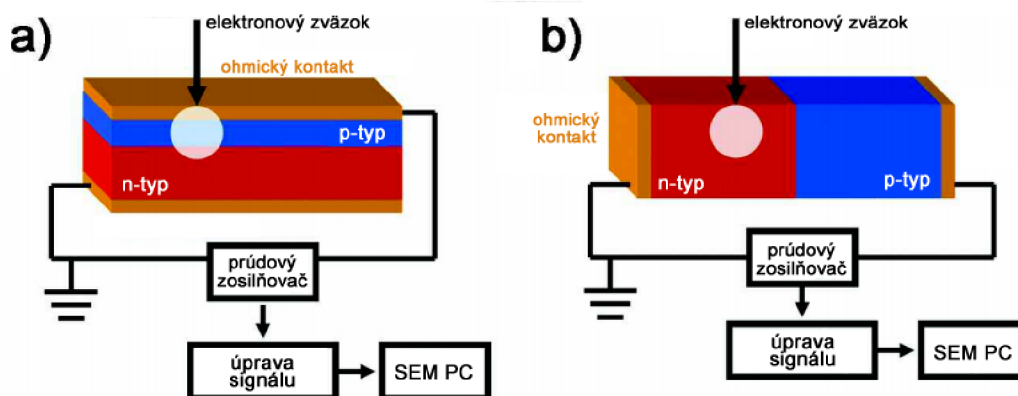 a)
elektronový zväzok
ohmický kontakt
p-typ
n-typ
prúdový
zosilňovač
úprava
signálu
SEM PC
b)
elektronový zväzok
ohmický
kontakt
n-typ
p-typ
prúdový
zosilňovač
úprava
signálu
SEM PC